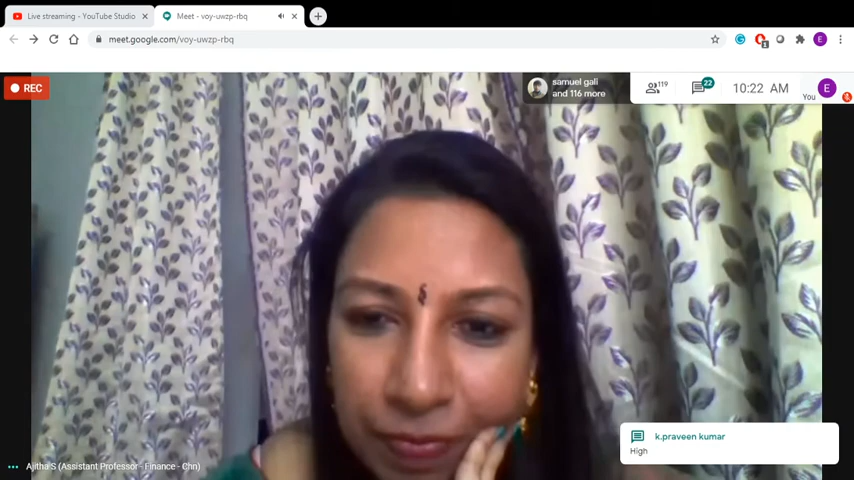 Live streaming - YouTube Studio
Meet - voy-uwzp-rbq
meet.google.com/voy-uwzp-rbq
E
1
REC
samuel gali
and 116 more
119
22
10:22 AM
You
E
k.praveen kumar
High
Ajitha S (Assistant Professor - Finance - Chn)